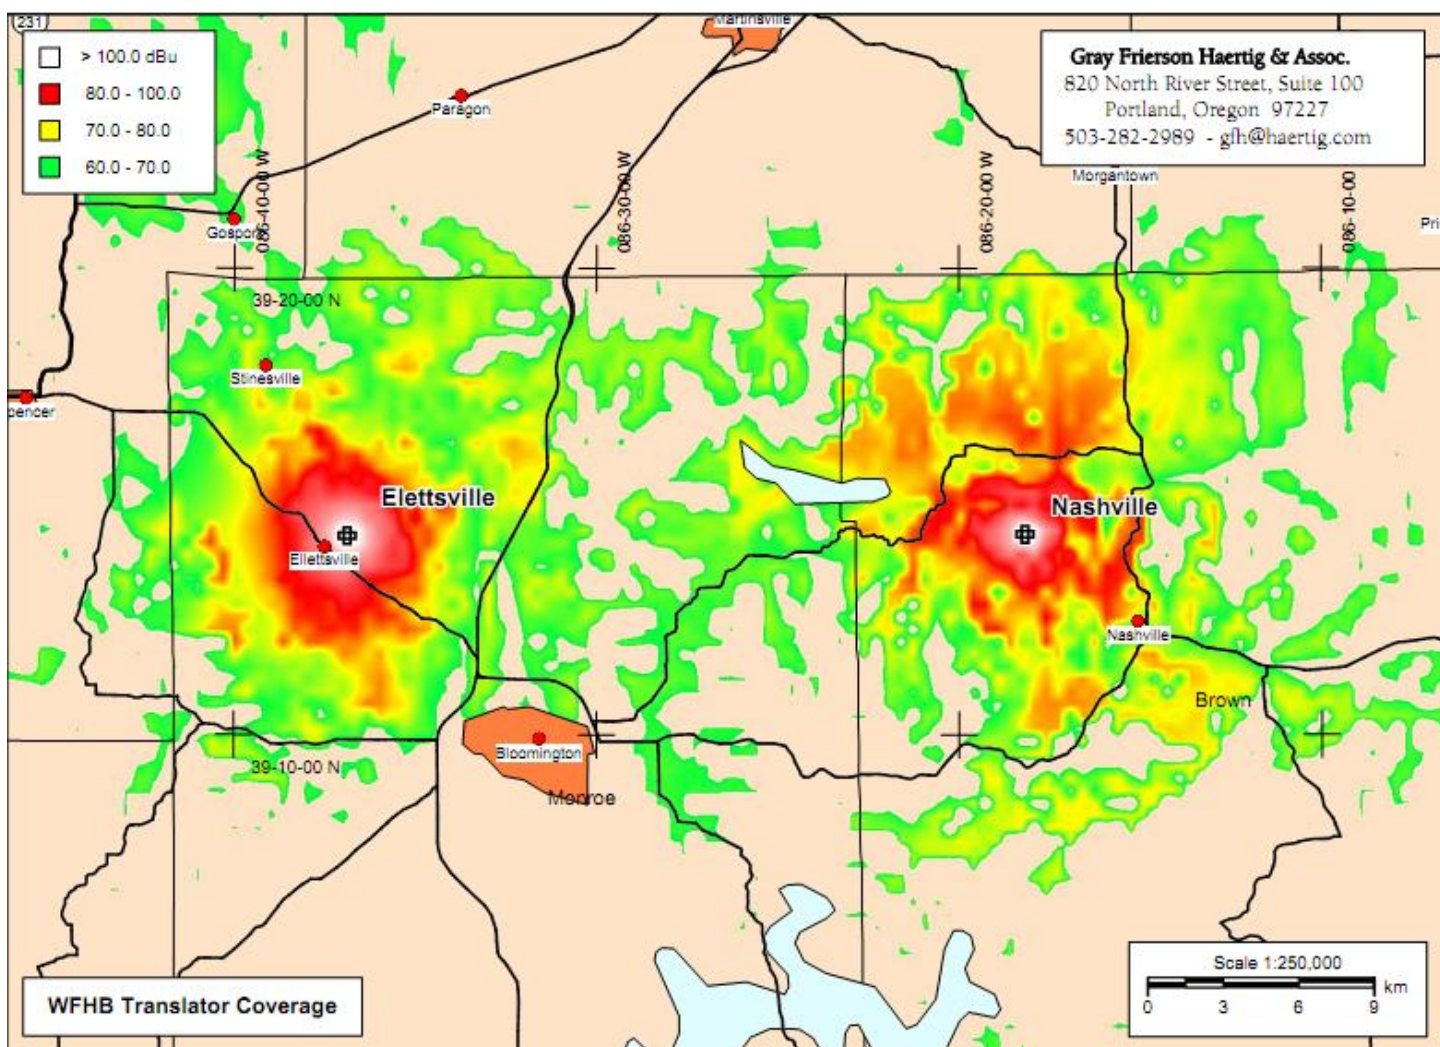 231
Martinsville
> 100.0 dBu
80.0 - 100.0
70.0 - 80.0
60.0 - 70.0
Gray Frierson Haertig & Assoc.
820 North River Street, Suite 100
Portland, Oregon 97227
503-282-2989 - gfh@haertig.com
Paragon
Morgantown
086-40-00 W
086-30-00 W
086-20-00 W
086-10-00
Gosport
Pri
39-20-00 N
Stinesville
pencer
Elettsville
Nashville
Ellettsville
Nashville
Brown
Bloomington
39-10-00 N
Monroe
Scale 1:250,000
km
0 3 6 9
WFHB Translator Coverage